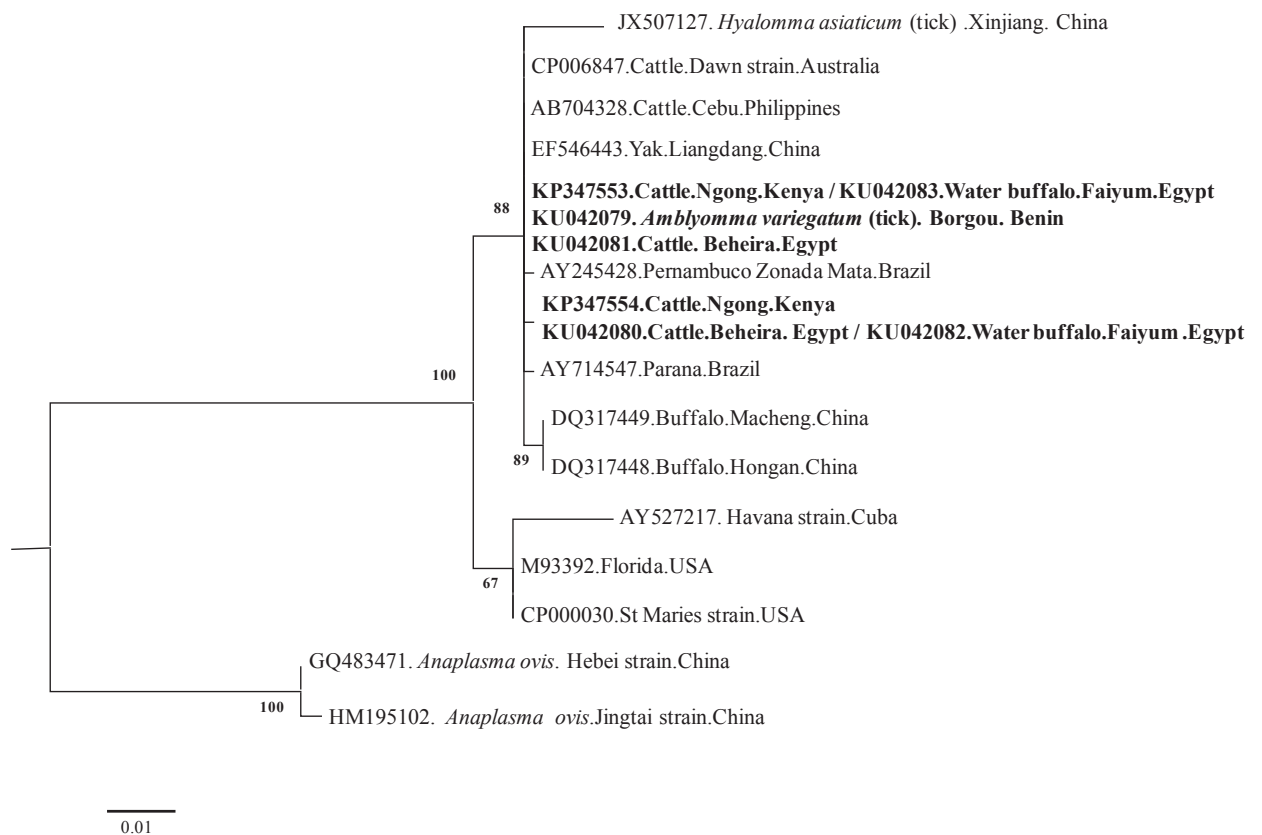 JX507127. Hyalomma asiaticum (tick) .Xinjiang. China
CP006847.Cattle.Dawn strain.Australia
AB704328.Cattle.Cebu.Philippines
EF546443.Yak.Liangdang.China
KP347553.Cattle.Ngong.Kenya / KU042083.Water buffalo.Faiyum.Egypt
88
KU042079. Amblyomma variegatum (tick). Borgou. Benin
KU042081.Cattle. Beheira.Egypt
AY245428.Pernambuco Zonada Mata.Brazil
KP347554.Cattle.Ngong.Kenya
KU042080.Cattle.Beheira. Egypt / KU042082.Water buffalo.Faiyum .Egypt
AY714547.Parana.Brazil
100
DQ317449.Buffalo.Macheng.China
89
DQ317448.Buffalo.Hongan.China
AY527217. Havana strain.Cuba
M93392.Florida.USA
67
CP000030.St Maries strain.USA
GQ483471. Anaplasma ovis. Hebei strain.China
100
HM195102. Anaplasma ovis.Jingtai strain.China
0.01